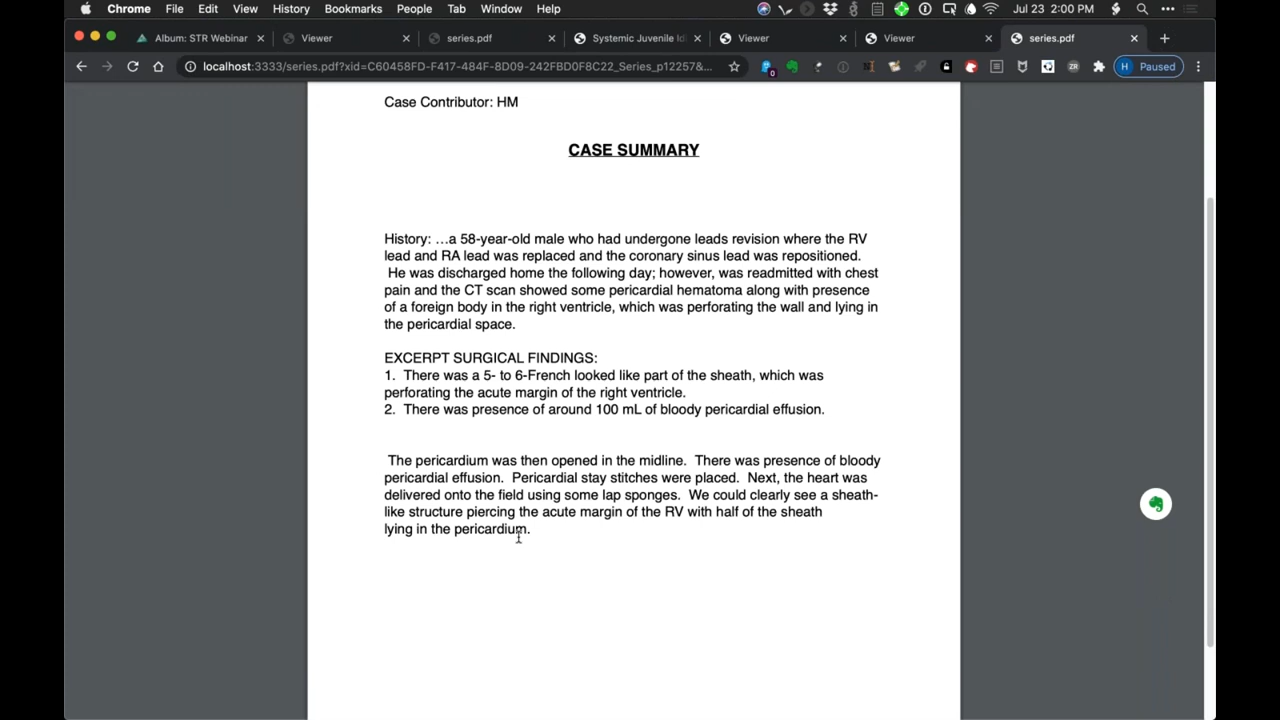 Chrome File Edit View History Bookmarks People Tab Window Help Jul 23 2:00 PM
Album: STR Webinar Viewer series.pdf Systemic Juvenile Id Viewer Viewer series.pdf
localhost:3333/series.pdf?xid=C60458FD-F417-484F-8D09-242FBD0F8C22_Series_p12257&... 0 ZR H Paused
Case Contributor: HM
CASE SUMMARY
History: ...a 58-year-old male who had undergone leads revision where the RV
lead and RA lead was replaced and the coronary sinus lead was repositioned.
He was discharged home the following day; however, was readmitted with chest
pain and the CT scan showed some pericardial hematoma along with presence
of a foreign body in the right ventricle, which was perforating the wall and lying in
the pericardial space.
EXCERPT SURGICAL FINDINGS:
1. There was a 5- to 6-French looked like part of the sheath, which was
perforating the acute margin of the right ventricle.
2. There was presence of around 100 mL of bloody pericardial effusion.
The pericardium was then opened in the midline. There was presence of bloody
pericardial effusion. Pericardial stay stitches were placed. Next, the heart was
delivered onto the field using some lap sponges. We could clearly see a sheath-
like structure piercing the acute margin of the RV with half of the sheath
lying in the pericardium.